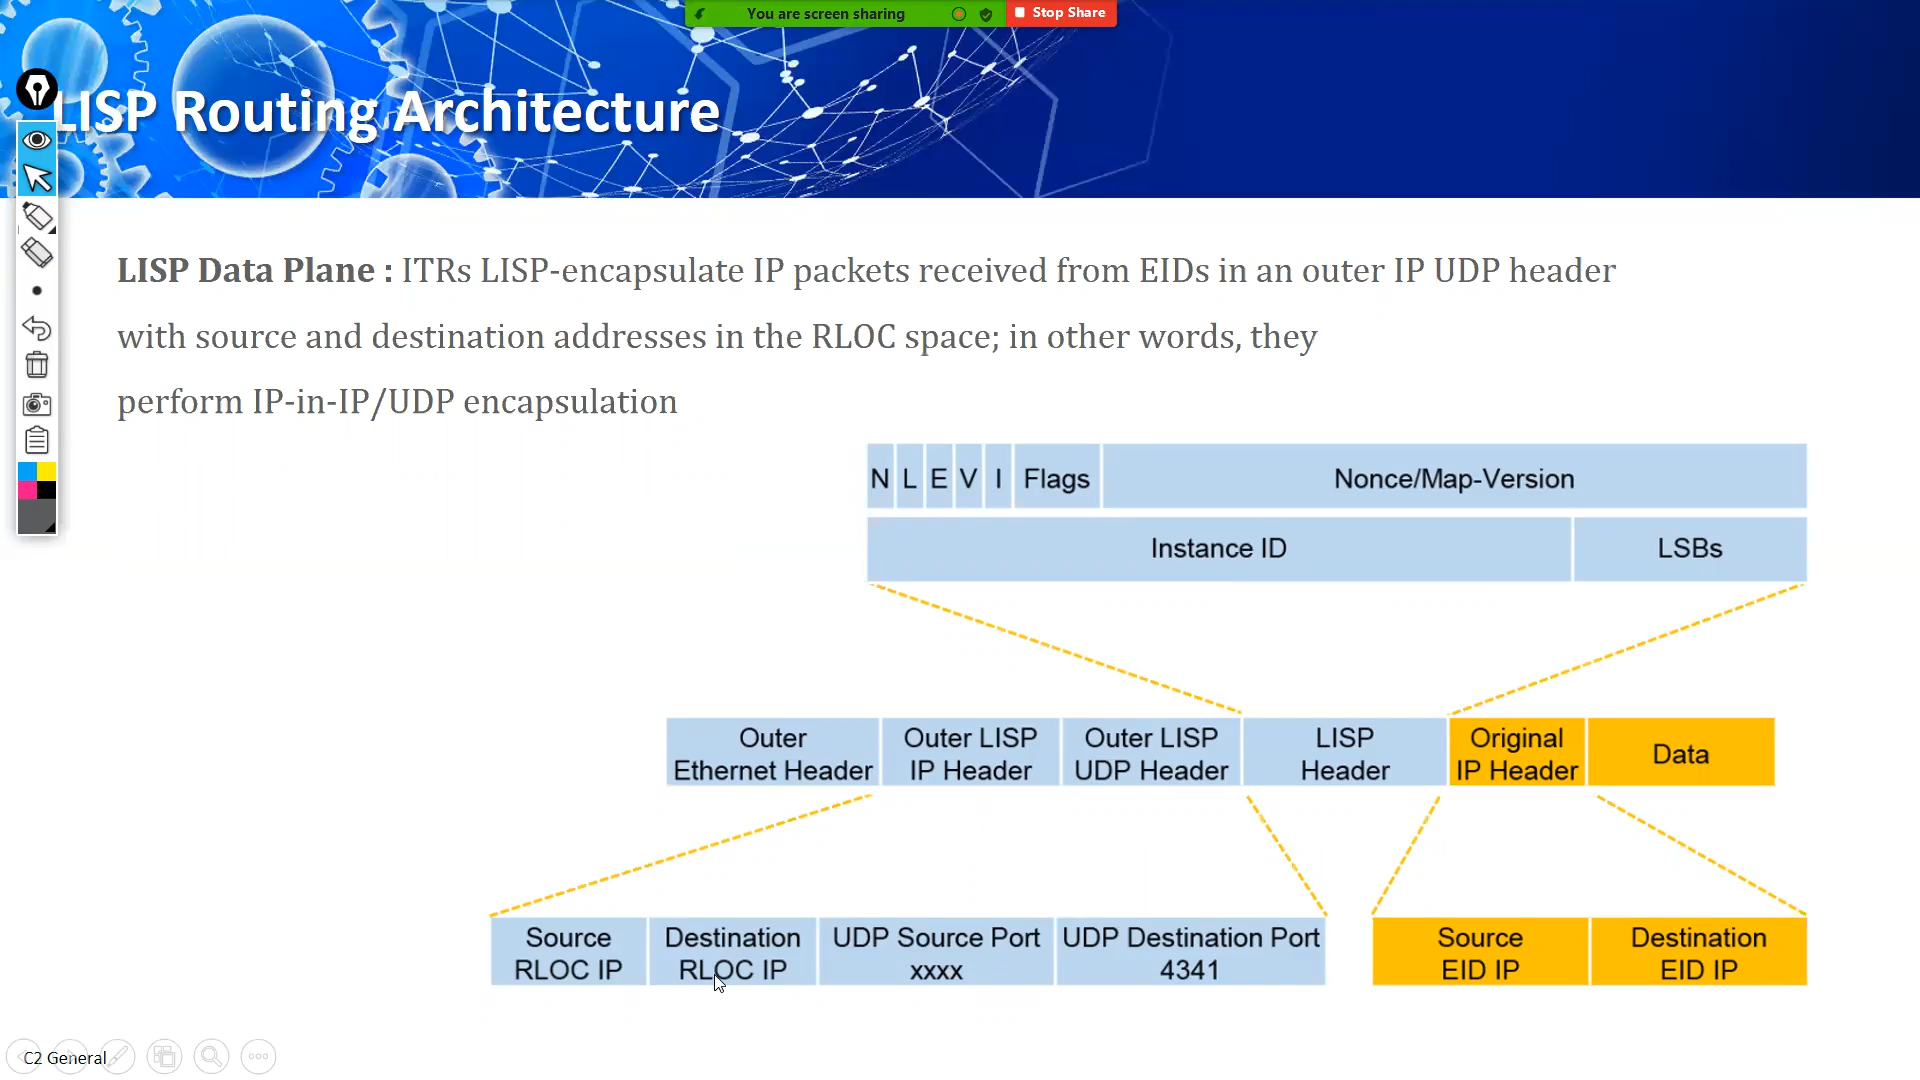 You are screen sharing
Stop Share
LISP Routing Architecture
LISP Data Plane : ITRs LISP-encapsulate IP packets received from EIDs in an outer IP UDP header
with source and destination addresses in the RLOC space; in other words, they
perform IP-in-IP/UDP encapsulation
N L E V I Flags Nonce/Map-Version
Instance ID LSBs
Outer Ethernet Header
Outer LISP IP Header
Outer LISP UDP Header
LISP Header
Original IP Header
Data
Source RLOC IP
Destination RLOC IP
UDP Source Port xxxx
UDP Destination Port 4341
Source EID IP
Destination EID IP
C2 General